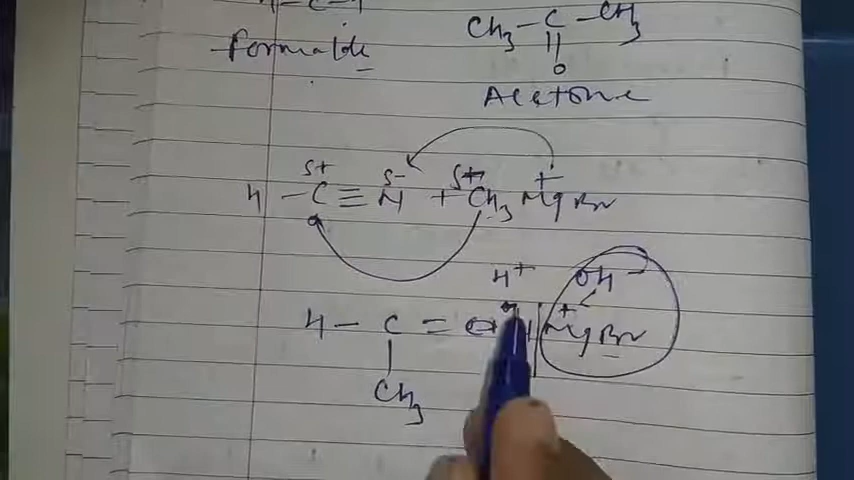 H-C-H
CH3-C-CH3
||
O
formalde
Acetone
δ+ δ- δ+
H-C≡N + CH3 MgBr
H+ OH-
H-C= N MgBr
|
CH3